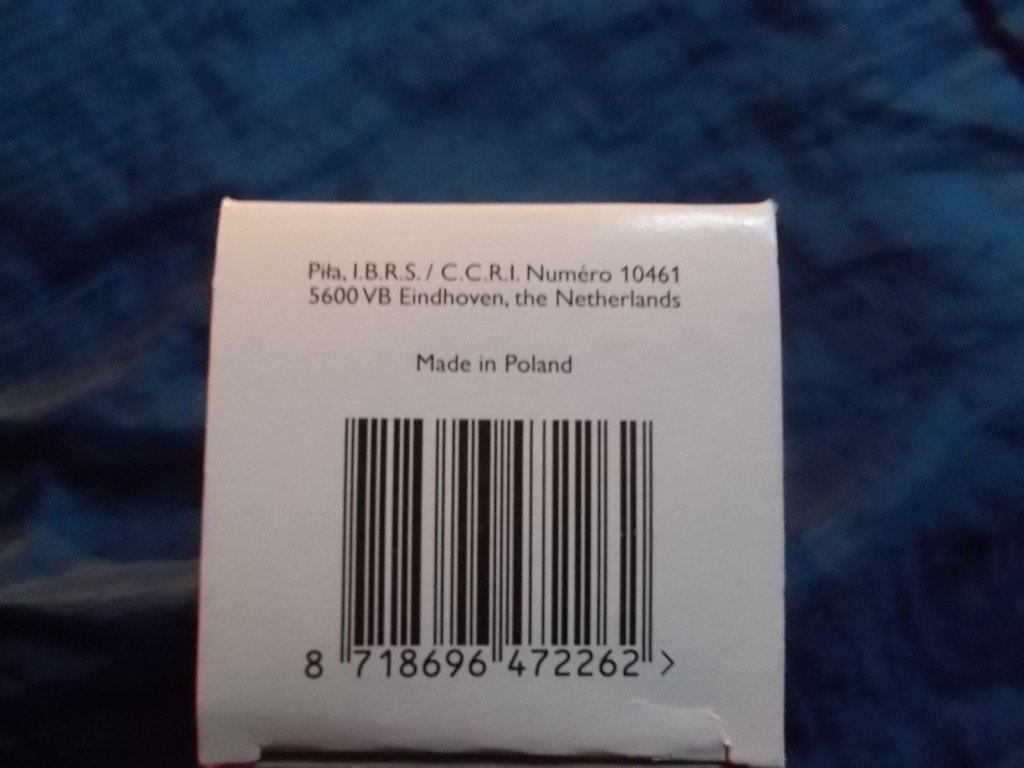 Piła, I.B.R.S. / C.C.R.I. Numéro 10461
5600 VB Eindhoven, the Netherlands
Made in Poland
8 718696 472262 >